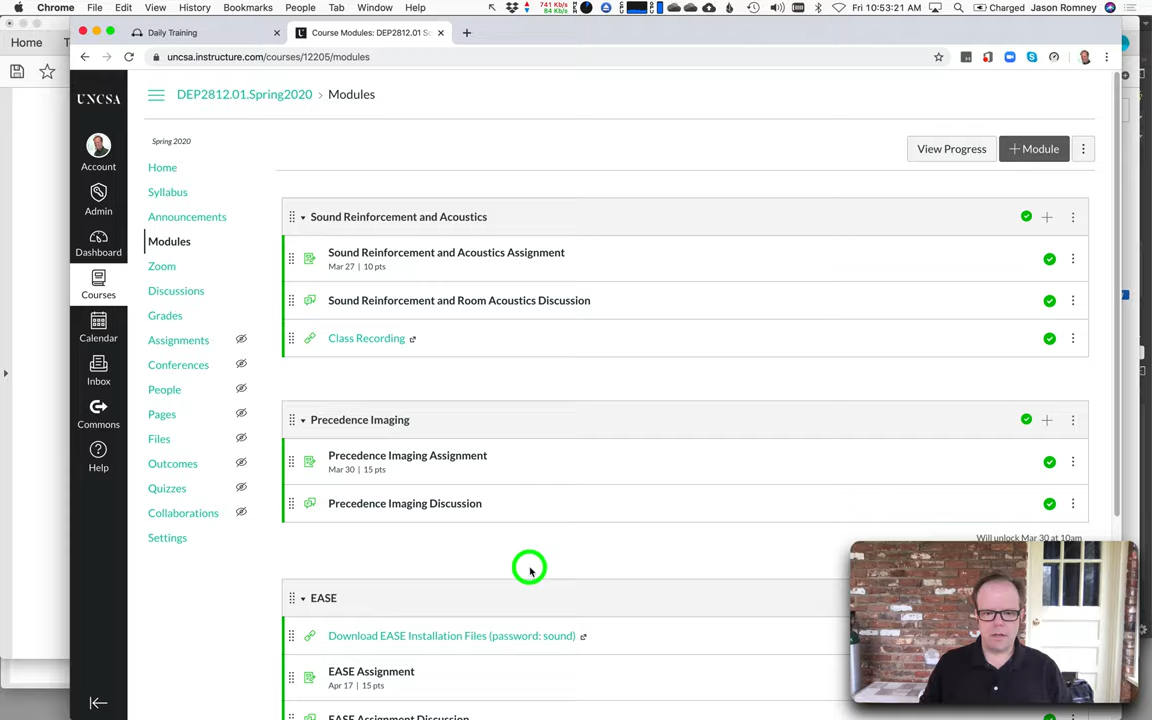 Chrome File Edit View History Bookmarks People Tab Window Help
741 Kb/s
84 Kb/s
Fri 10:53:21 AM Charged Jason Romney
Home
Daily Training
Course Modules: DEP2812.01 S
uncsa.instructure.com/courses/12205/modules
UNCSA
DEP2812.01.Spring2020 › Modules
Spring 2020
View Progress
+ Module
Account
Admin
Dashboard
Courses
Calendar
Inbox
Commons
Help
Home
Syllabus
Announcements
Modules
Zoom
Discussions
Grades
Assignments
Conferences
People
Pages
Files
Outcomes
Quizzes
Collaborations
Settings
Sound Reinforcement and Acoustics
Sound Reinforcement and Acoustics Assignment
Mar 27 | 10 pts
Sound Reinforcement and Room Acoustics Discussion
Class Recording
Precedence Imaging
Precedence Imaging Assignment
Mar 30 | 15 pts
Precedence Imaging Discussion
Will unlock Mar 30 at 10am
EASE
Download EASE Installation Files (password: sound)
EASE Assignment
Apr 17 | 15 pts
EASE Assignment Discussion